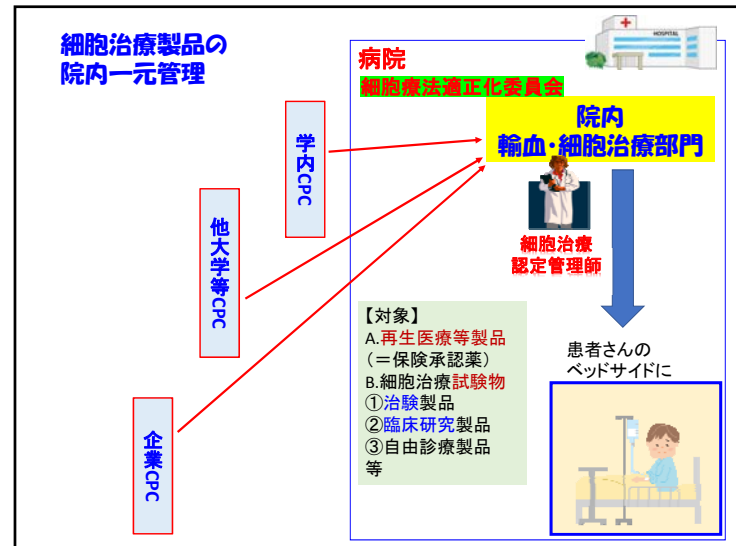 細胞治療製品の
院内一元管理
HOSPITAL
病院
細胞療法適正化委員会
院内
輸血・細胞治療部門
学内CPC
他大学等CPC
企業CPC
細胞治療
認定管理師
【対象】
A.再生医療等製品
(＝保険承認薬)
B.細胞治療試験物
①治験製品
②臨床研究製品
③自由診療製品
等
患者さんの
ベッドサイドに